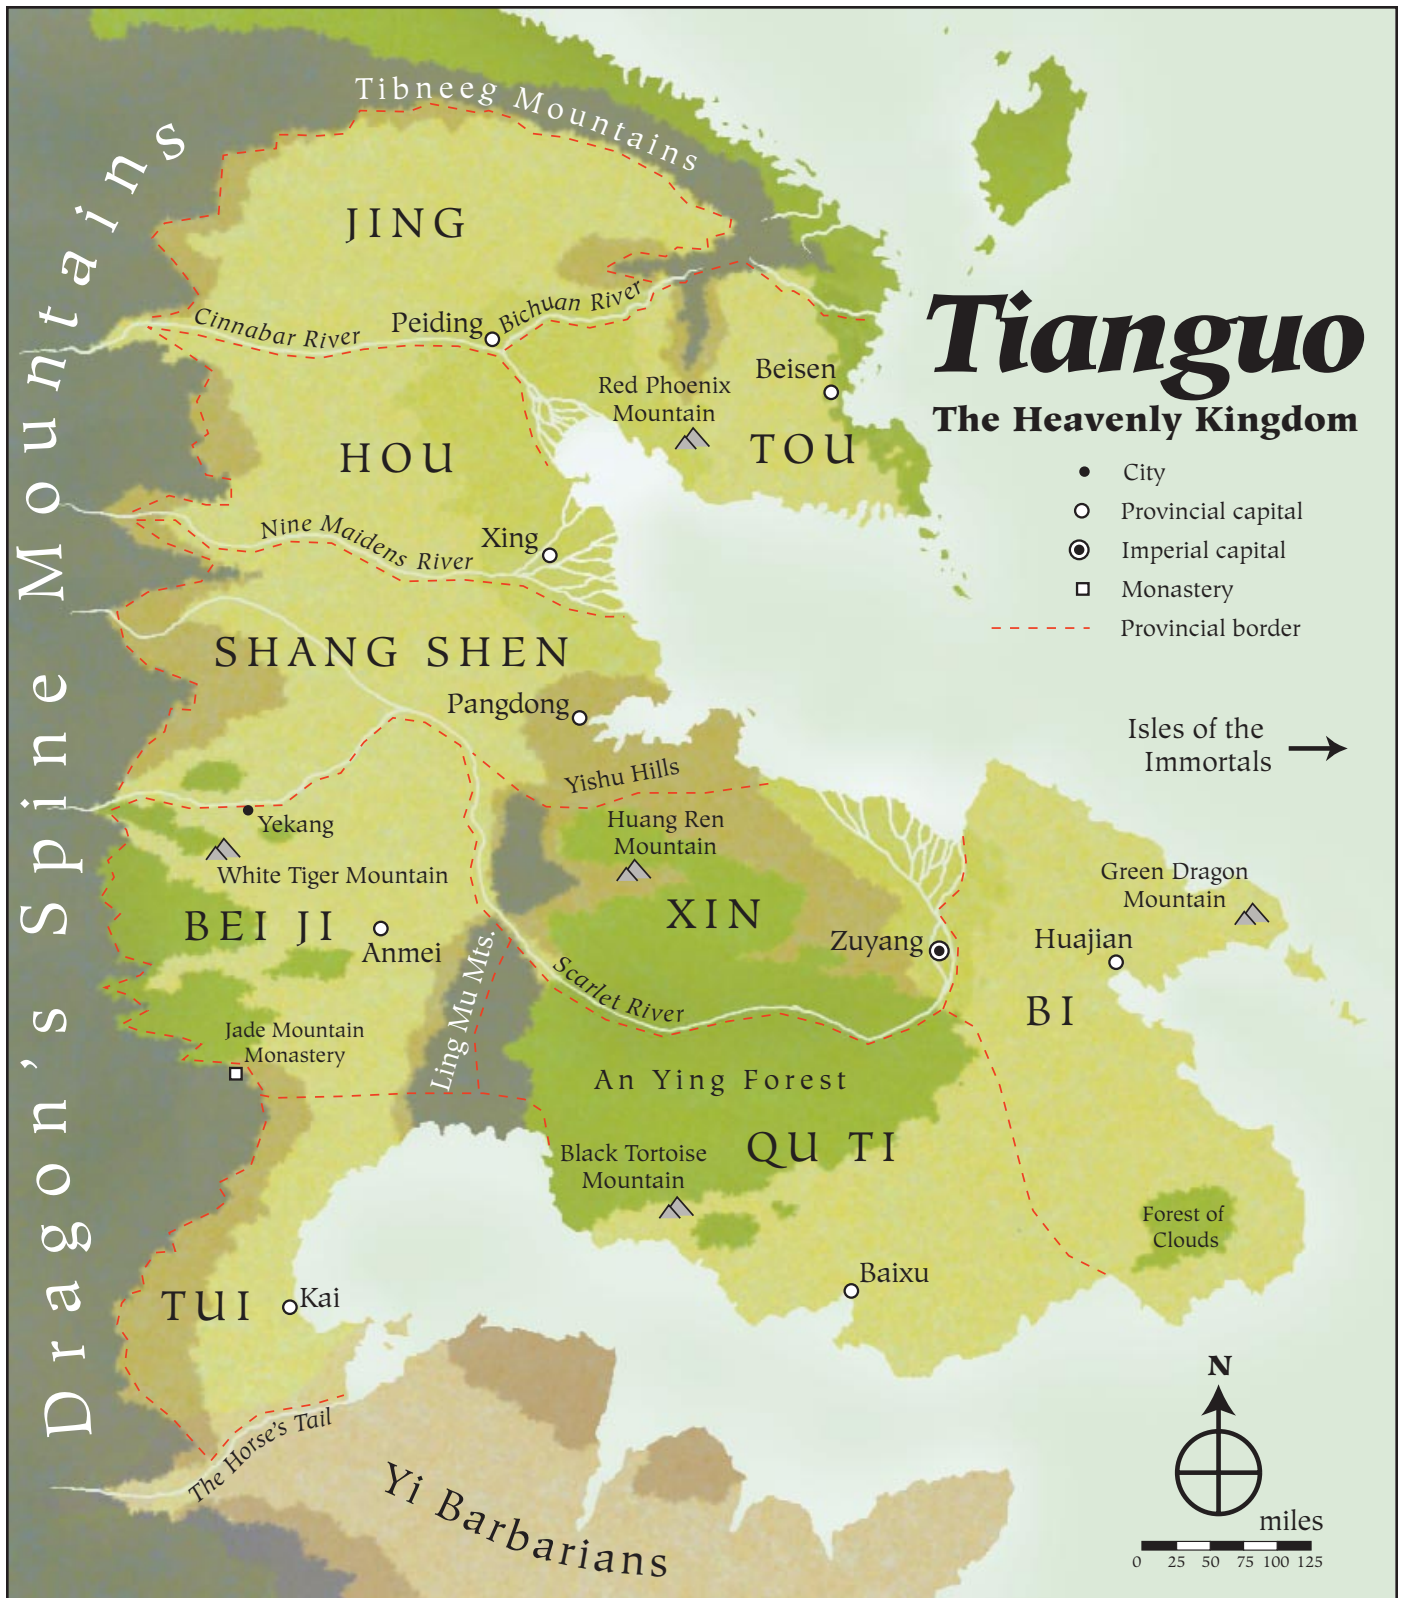 Tibneeg Mountains
Dragon's Spine Mountains
JING
Cinnabar River
Peiding
Bichuan River
Tianguo
The Heavenly Kingdom
Beisen
Red Phoenix
Mountain
TOU
HOU
City
Provincial capital
Imperial capital
Monastery
Provincial border
Nine Maidens River
Xing
SHANG SHEN
Pangdong
Isles of the
Immortals
Yishu Hills
Yekang
Huang Ren
Mountain
White Tiger Mountain
Green Dragon
Mountain
BEI JI
Anmei
XIN
Zuyang
Huajian
Ling Mu Mts.
Scarlet River
BI
Jade Mountain
Monastery
An Ying Forest
QU TI
Black Tortoise
Mountain
Forest of
Clouds
Baixu
TUI
Kai
The Horse's Tail
Yi Barbarians
N
miles
0 25 50 75 100 125